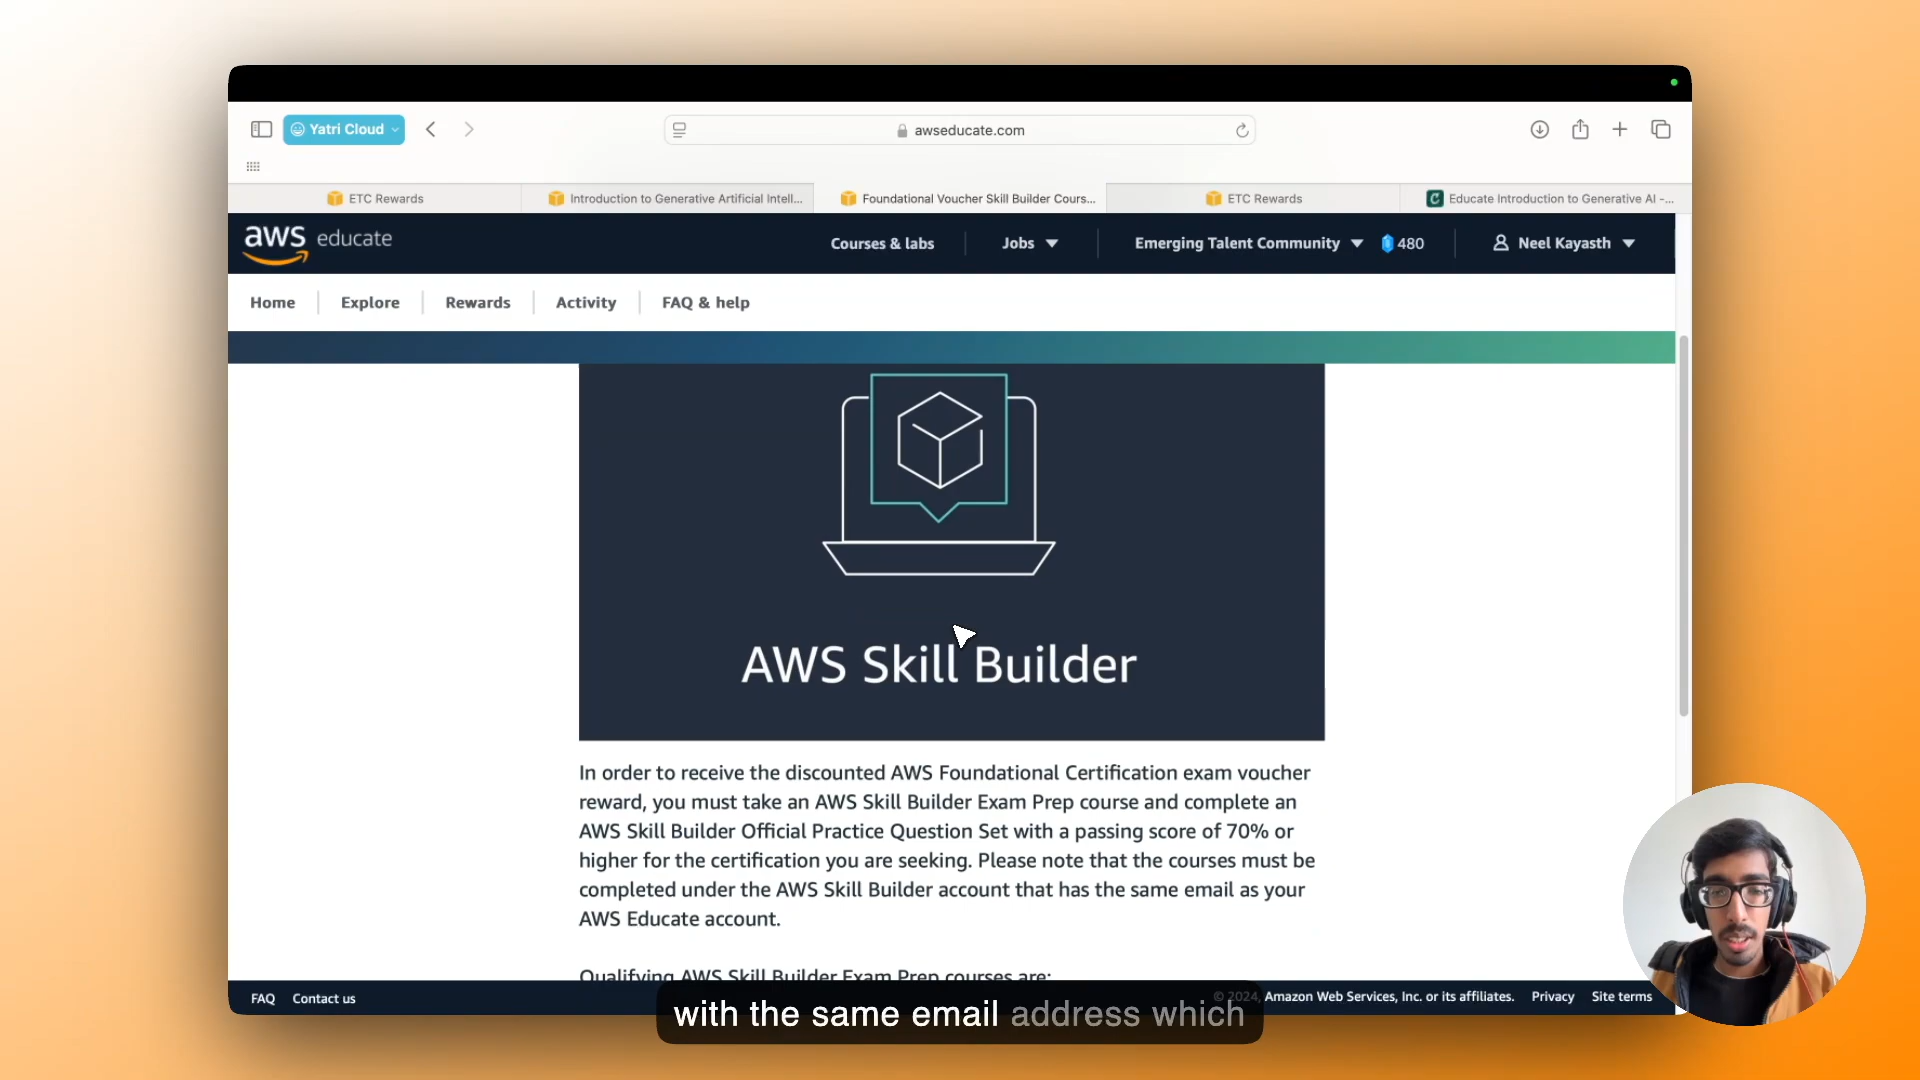 Yatri Cloud
awseducate.com
ETC Rewards
Introduction to Generative Artificial Intell...
Foundational Voucher Skill Builder Cours...
ETC Rewards
Educate Introduction to Generative AI -...
aws educate
Courses & labs
Jobs
Emerging Talent Community
480
Neel Kayasth
Home
Explore
Rewards
Activity
FAQ & help
AWS Skill Builder
In order to receive the discounted AWS Foundational Certification exam voucher
reward, you must take an AWS Skill Builder Exam Prep course and complete an
AWS Skill Builder Official Practice Question Set with a passing score of 70% or
higher for the certification you are seeking. Please note that the courses must be
completed under the AWS Skill Builder account that has the same email as your
AWS Educate account.
Qualifying AWS Skill Builder Exam Prep courses are:
FAQ
Contact us
© 2024, Amazon Web Services, Inc. or its affiliates.
Privacy
Site terms
with the same email address which